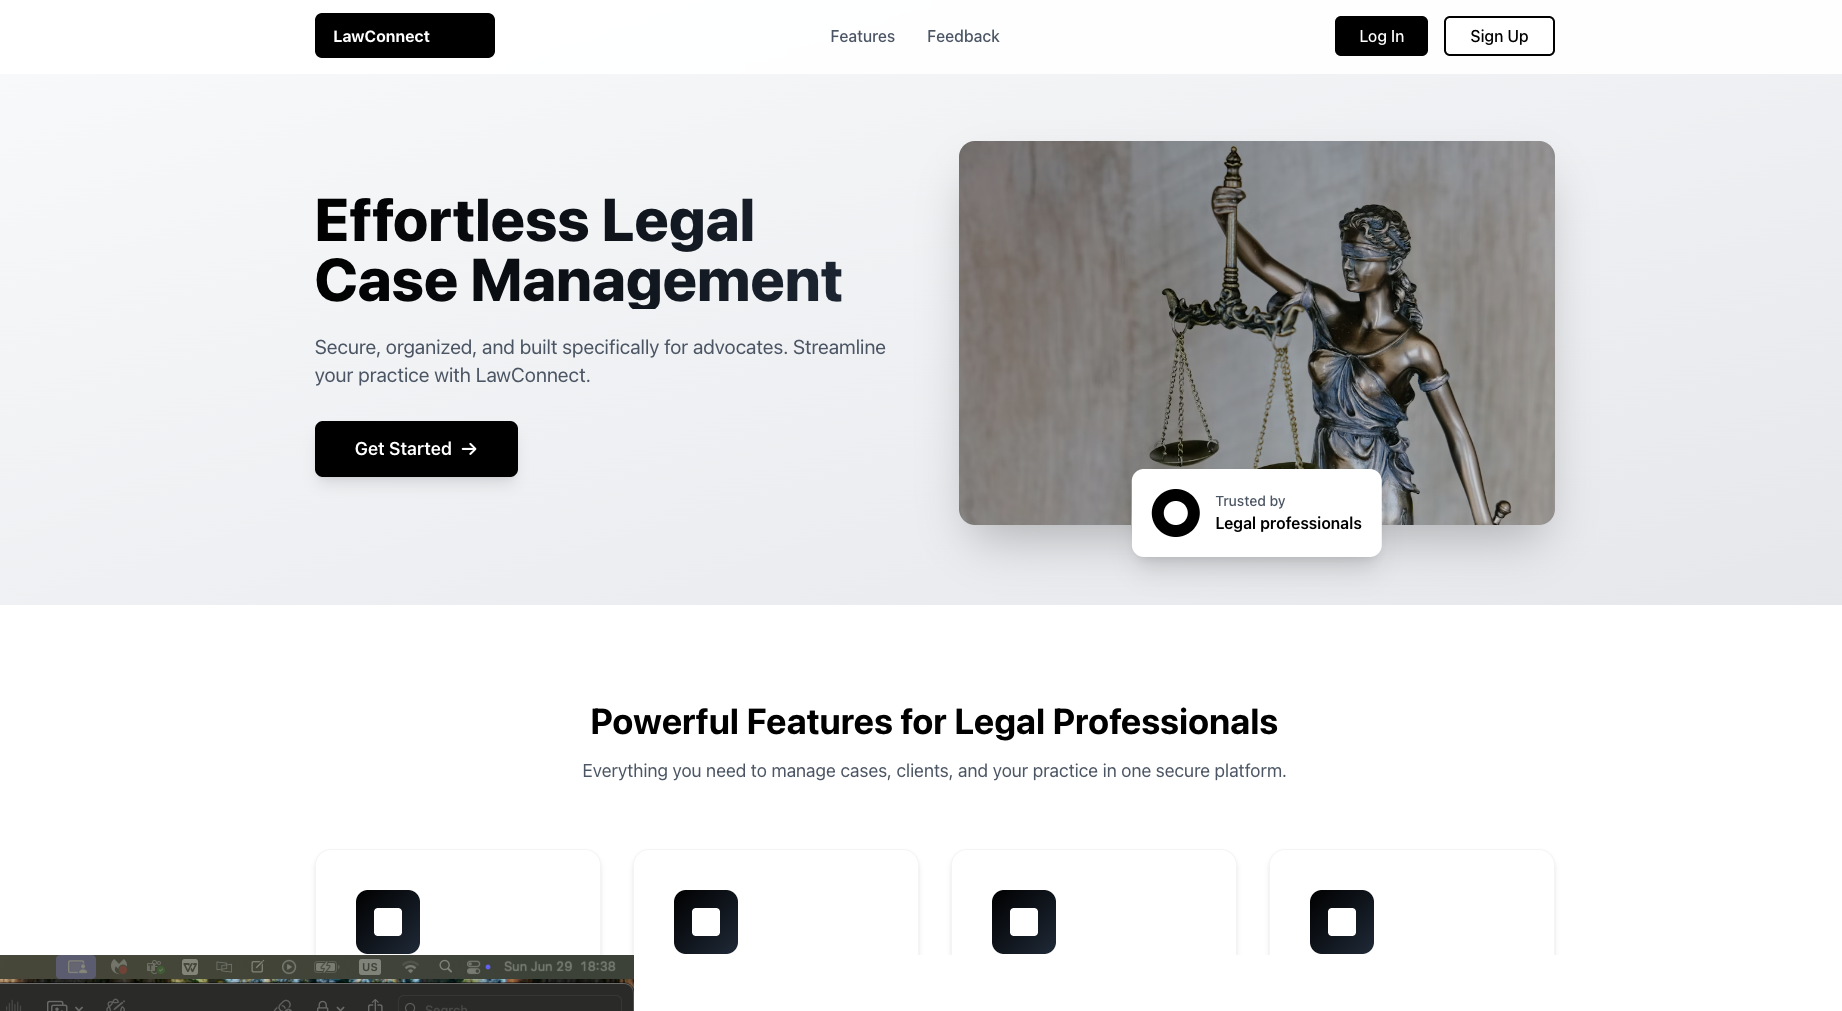 LawConnect
Features
Feedback
Log In
Sign Up
Effortless Legal
Case Management
Secure, organized, and built specifically for advocates. Streamline
your practice with LawConnect.
Get Started →
Trusted by
Legal professionals
Powerful Features for Legal Professionals
Everything you need to manage cases, clients, and your practice in one secure platform.
US
Sun Jun 29 18:38
Search